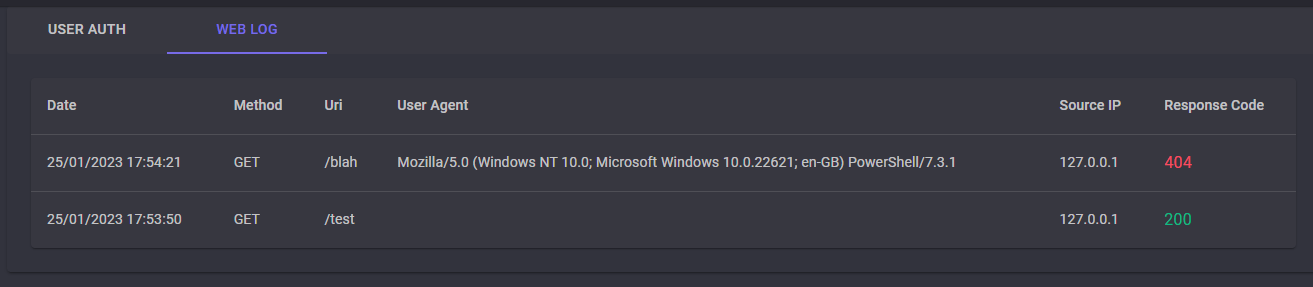 USER AUTH WEB LOG
Date Method Uri User Agent Source IP Response Code
25/01/2023 17:54:21 GET /blah Mozilla/5.0 (Windows NT 10.0; Microsoft Windows 10.0.22621; en-GB) PowerShell/7.3.1 127.0.0.1 404
25/01/2023 17:53:50 GET /test 127.0.0.1 200